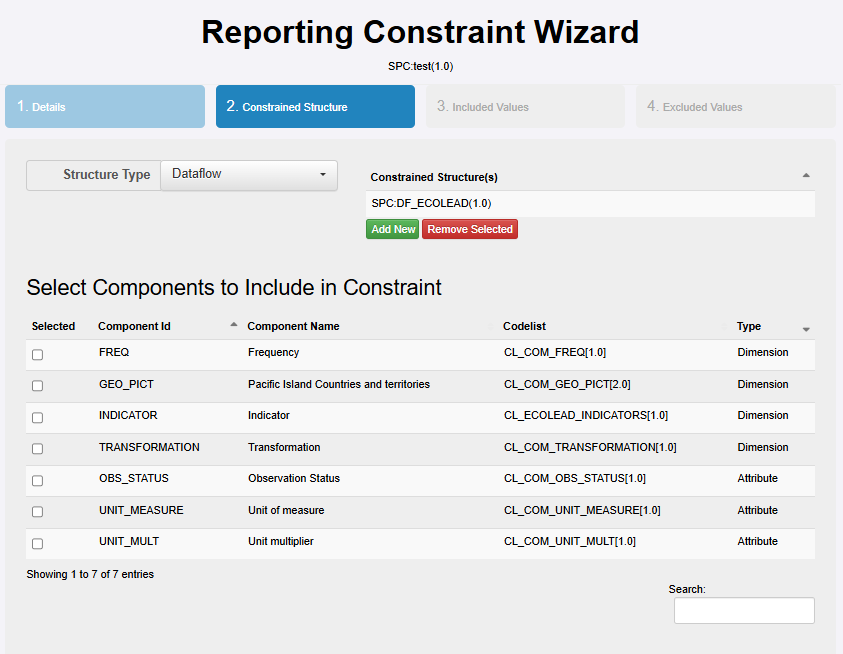 Reporting Constraint Wizard
SPC:test(1.0)
1. Details
2. Constrained Structure
3. Included Values
4. Excluded Values
Structure Type Dataflow
Constrained Structure(s)
SPC:DF_ECOLEAD(1.0)
Add New Remove Selected
Select Components to Include in Constraint
Selected Component Id Component Name Codelist Type
FREQ Frequency CL_COM_FREQ[1.0] Dimension
GEO_PICT Pacific Island Countries and territories CL_COM_GEO_PICT[2.0] Dimension
INDICATOR Indicator CL_ECOLEAD_INDICATORS[1.0] Dimension
TRANSFORMATION Transformation CL_COM_TRANSFORMATION[1.0] Dimension
OBS_STATUS Observation Status CL_COM_OBS_STATUS[1.0] Attribute
UNIT_MEASURE Unit of measure CL_COM_UNIT_MEASURE[1.0] Attribute
UNIT_MULT Unit multiplier CL_COM_UNIT_MULT[1.0] Attribute
Showing 1 to 7 of 7 entries
Search: